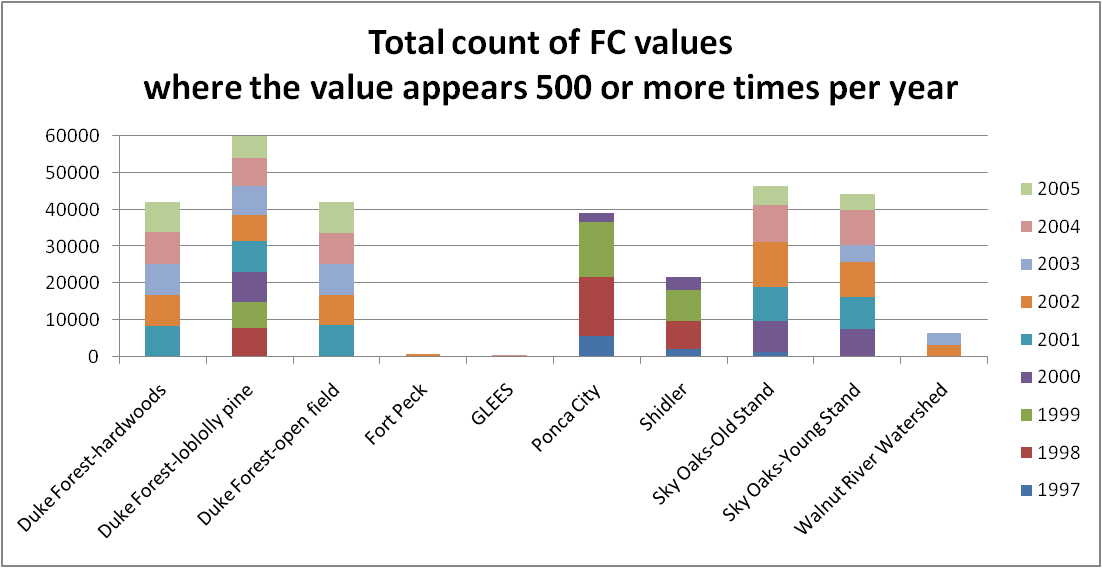 Total count of FC values
where the value appears 500 or more times per year
60000
50000
40000
30000
20000
10000
0
Duke Forest-hardwoods
Duke Forest-loblolly pine
Duke Forest-open field
Fort Peck
GLEES
Ponca City
Shidler
Sky Oaks-Old Stand
Sky Oaks-Young Stand
Walnut River Watershed
2005
2004
2003
2002
2001
2000
1999
1998
1997